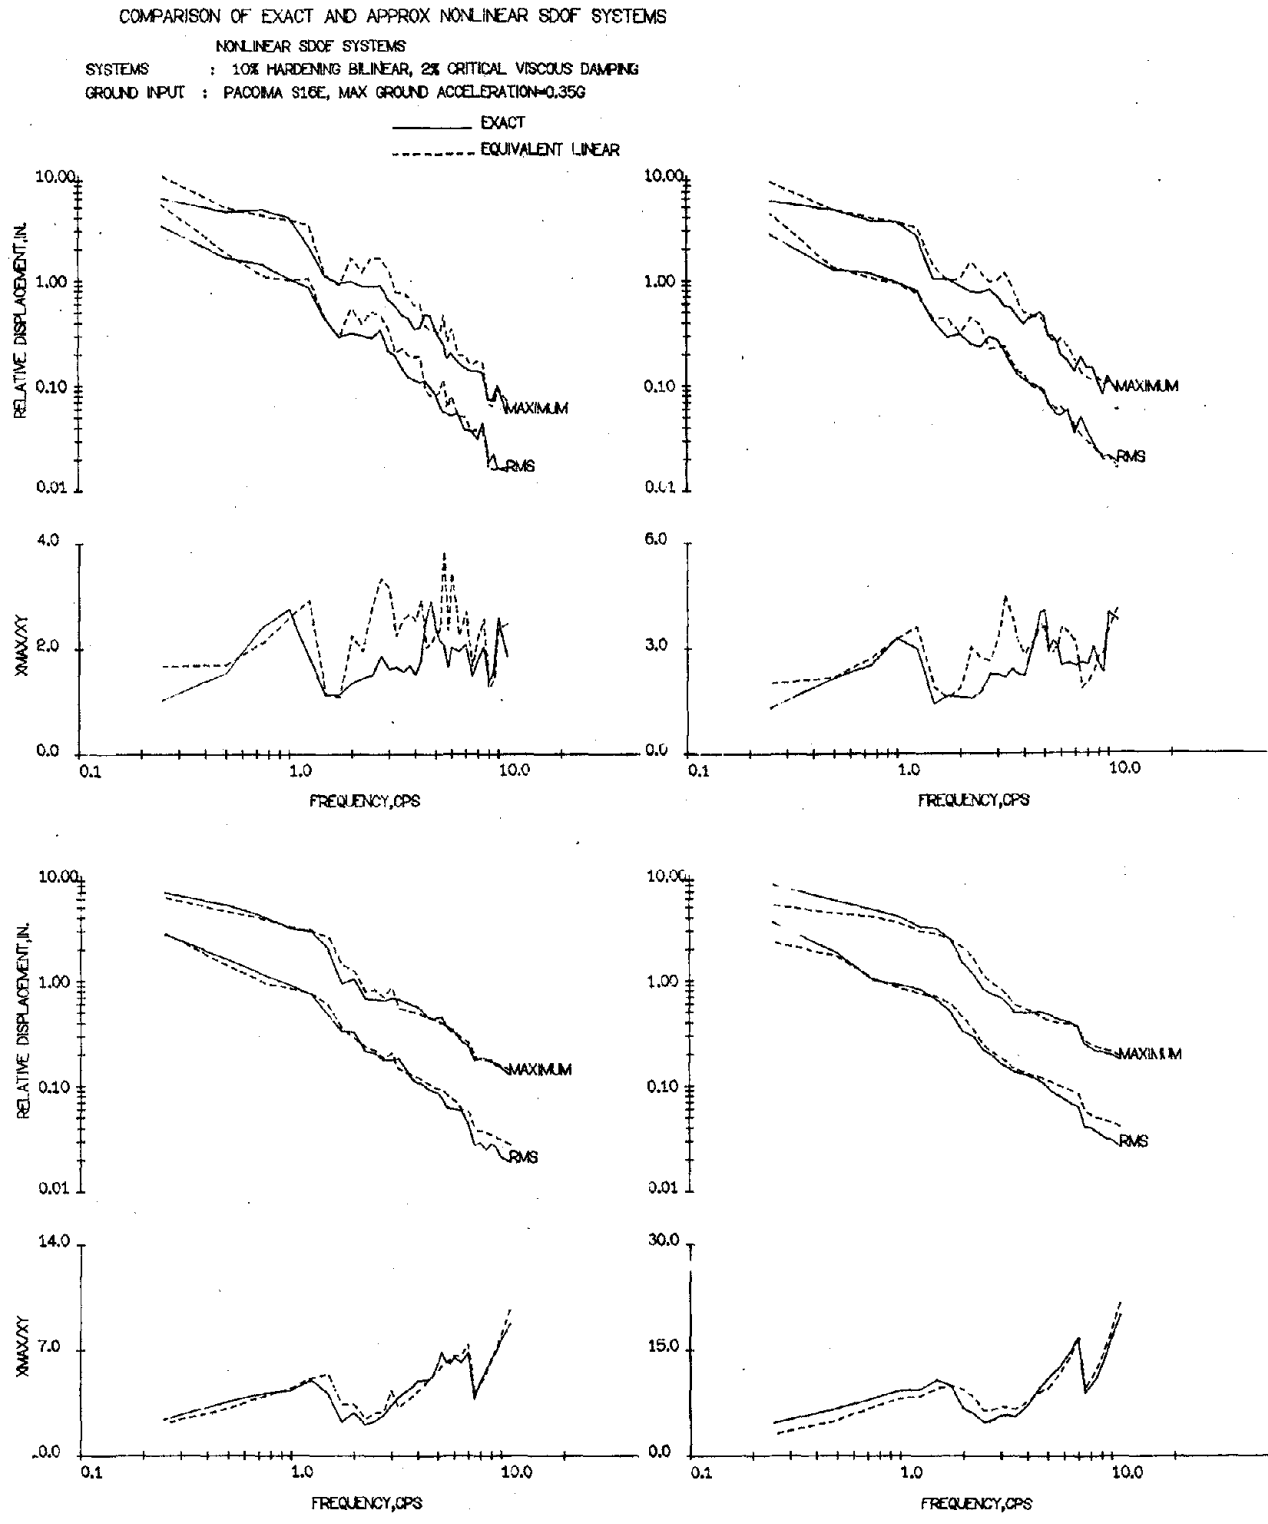 COMPARISON OF EXACT AND APPROX NONLINEAR SDOF SYSTEMS
NONLINEAR SDOF SYSTEMS
SYSTEMS : 10% HARDENING BILINEAR, 2% CRITICAL VISCOUS DAMPING
GROUND INPUT : PACOIMA S16E, MAX GROUND ACCELERATION=0.35G
EXACT
EQUIVALENT LINEAR
RELATIVE DISPLACEMENT,IN.
10.00
1.00
0.10
0.01
MAXIMUM
RMS
10.00
1.00
0.10
0.01
MAXIMUM
RMS
XMAX/XY
4.0
2.0
0.0
0.1
1.0
10.0
FREQUENCY,CPS
6.0
3.0
0.0
0.1
1.0
10.0
FREQUENCY,CPS
RELATIVE DISPLACEMENT,IN.
10.00
1.00
0.10
0.01
MAXIMUM
RMS
10.00
1.00
0.10
0.01
MAXIMUM
RMS
XMAX/XY
14.0
7.0
0.0
0.1
1.0
10.0
FREQUENCY,CPS
30.0
15.0
0.0
0.1
1.0
10.0
FREQUENCY,CPS